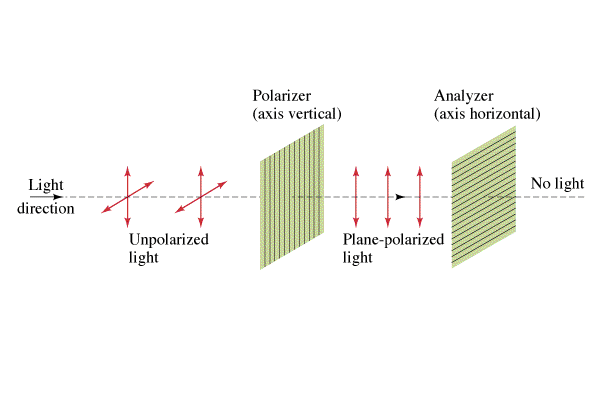 Polarizer
(axis vertical)
Analyzer
(axis horizontal)
Light
direction
No light
Unpolarized
light
Plane-polarized
light